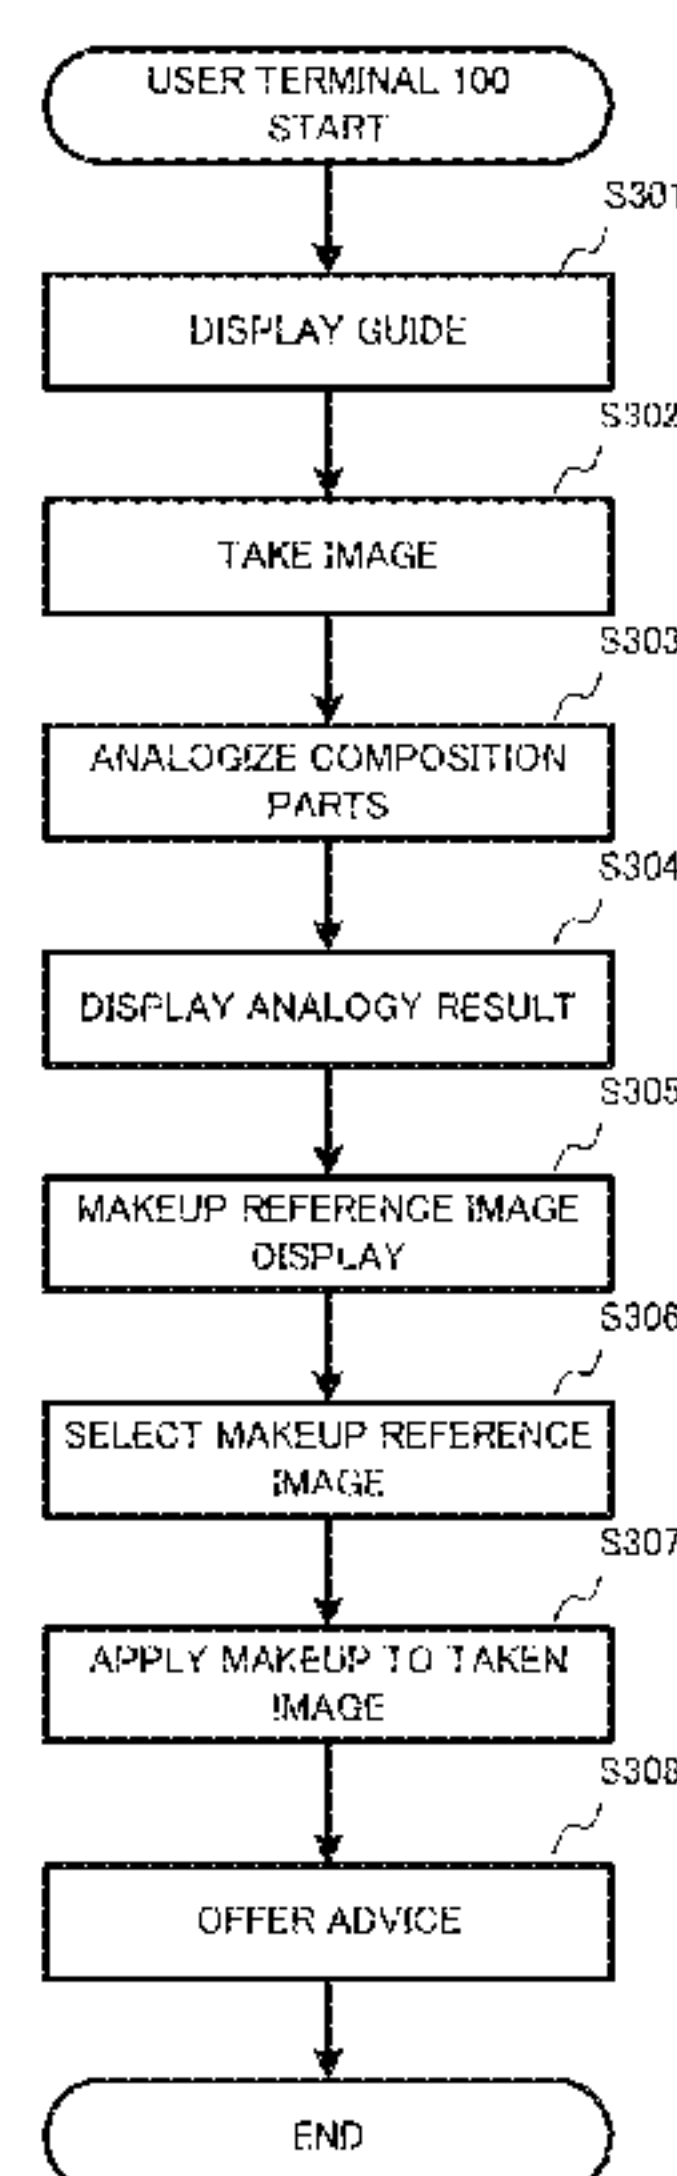 USER TERMINAL 100
START
S301
DISPLAY GUIDE
S302
TAKE IMAGE
S303
ANALOGIZE COMPOSITION
PARTS
S304
DISPLAY ANALOGY RESULT
S305
MAKEUP REFERENCE IMAGE
DISPLAY
S306
SELECT MAKEUP REFERENCE
IMAGE
S307
APPLY MAKEUP TO TAKEN
IMAGE
S308
OFFER ADVICE
END